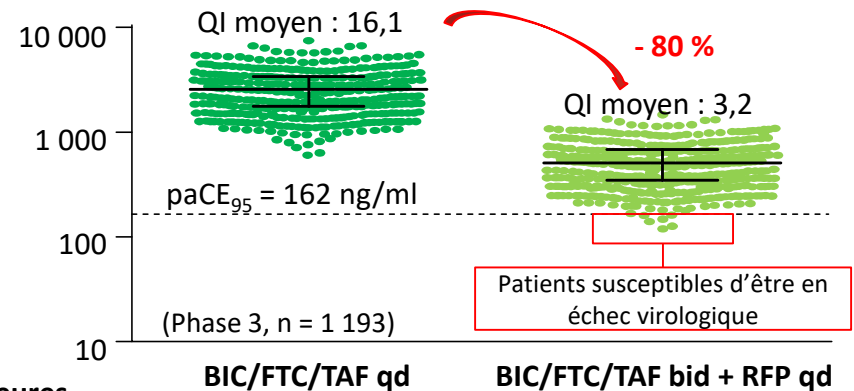 10 000
1 000
100
10
QI moyen : 16,1
- 80 %
QI moyen : 3,2
paCE₉₅ = 162 ng/ml
Patients susceptibles d’être en
échec virologique
(Phase 3, n = 1 193)
BIC/FTC/TAF qd
BIC/FTC/TAF bid + RFP qd